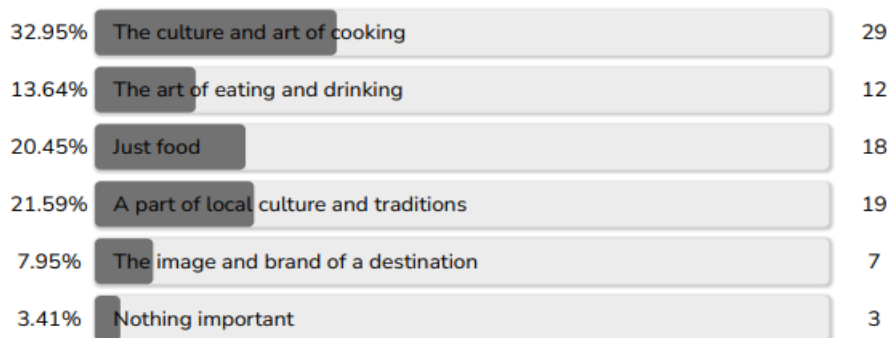 32.95% The culture and art of cooking 29
13.64% The art of eating and drinking 12
20.45% Just food 18
21.59% A part of local culture and traditions 19
7.95% The image and brand of a destination 7
3.41% Nothing important 3